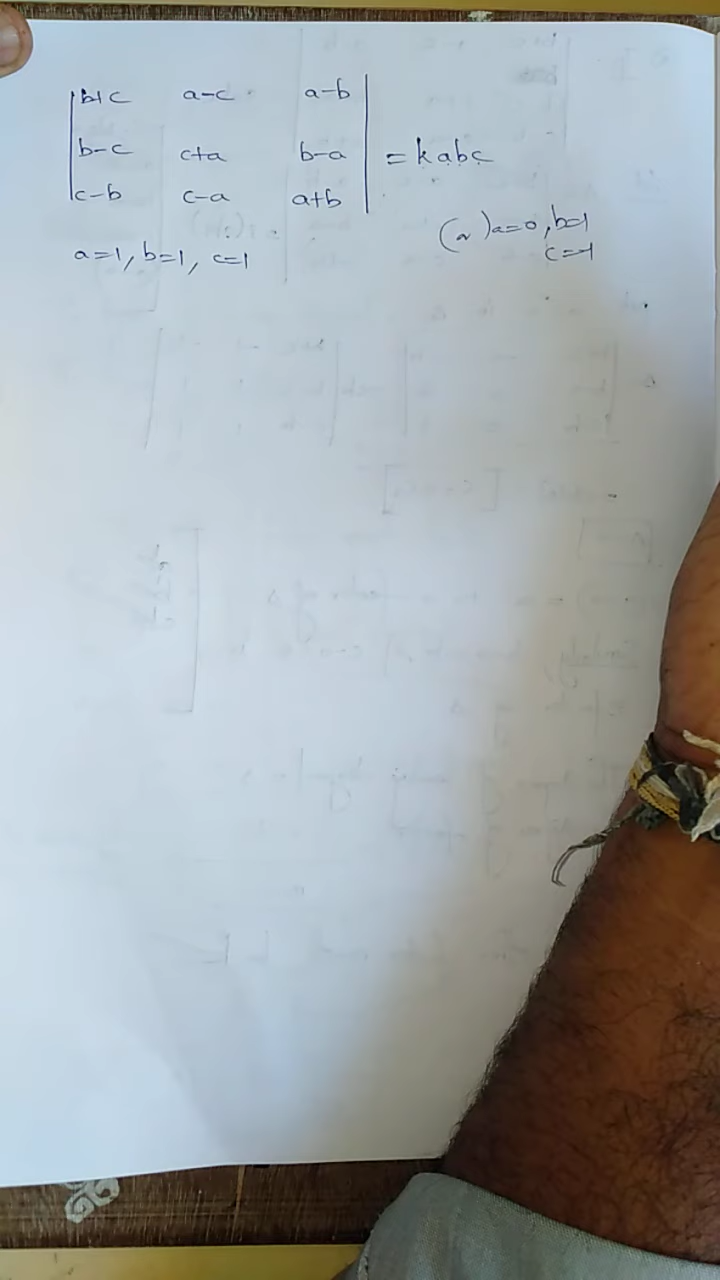 |b+c a-c a-b|
|b-c c+a b-a| = kabc
|c-b c-a a+b|
a=1, b=1, c=1
a=0, b=1
c=-1